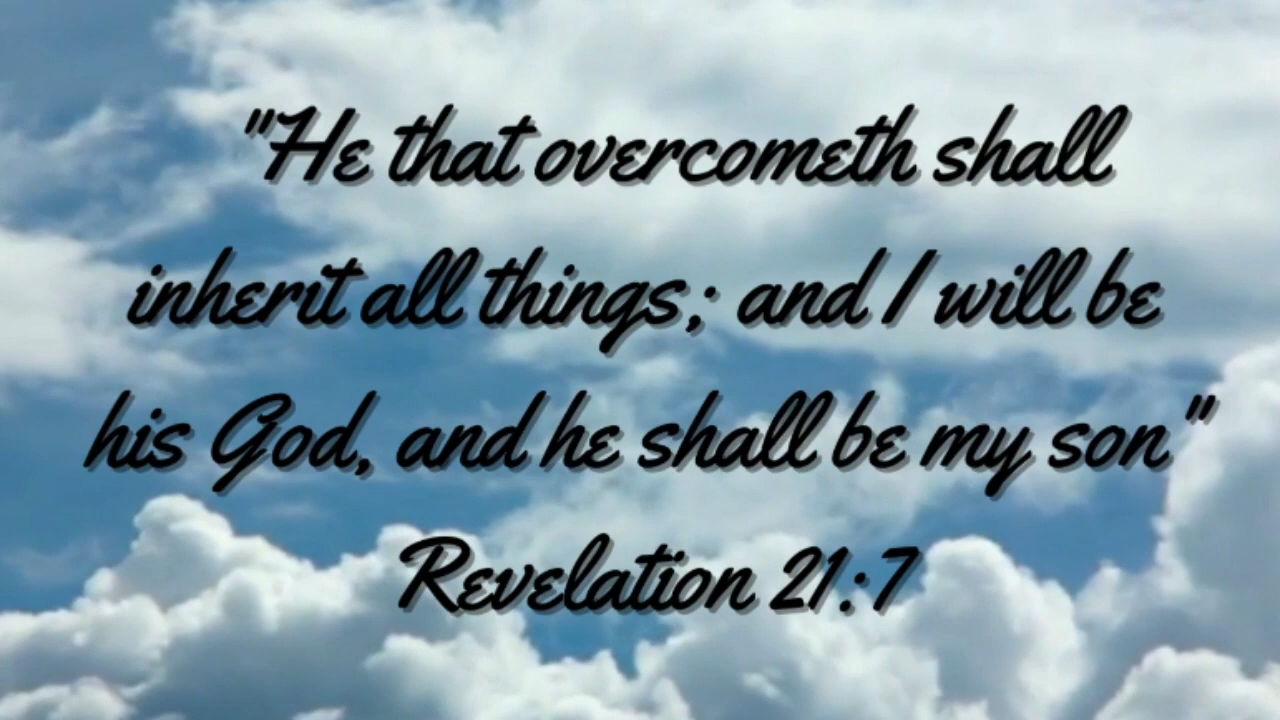 "He that overcometh shall
inherit all things; and I will be
his God, and he shall be my son"
Revelation 21:7